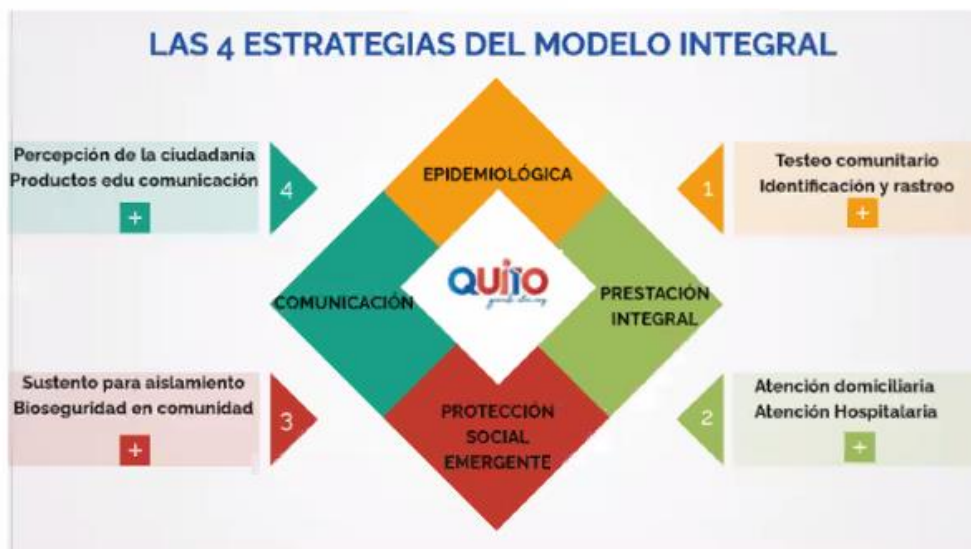 LAS 4 ESTRATEGIAS DEL MODELO INTEGRAL
Percepción de la ciudadanía
Productos edu comunicación
+
4
EPIDEMIOLÓGICA
1
Testeo comunitario
Identificación y rastreo
+
COMUNICACIÓN
QUITO
PRESTACIÓN
INTEGRAL
Sustento para aislamiento
Bioseguridad en comunidad
+
3
PROTECCIÓN
SOCIAL
EMERGENTE
2
Atención domiciliaria
Atención Hospitalaria
+